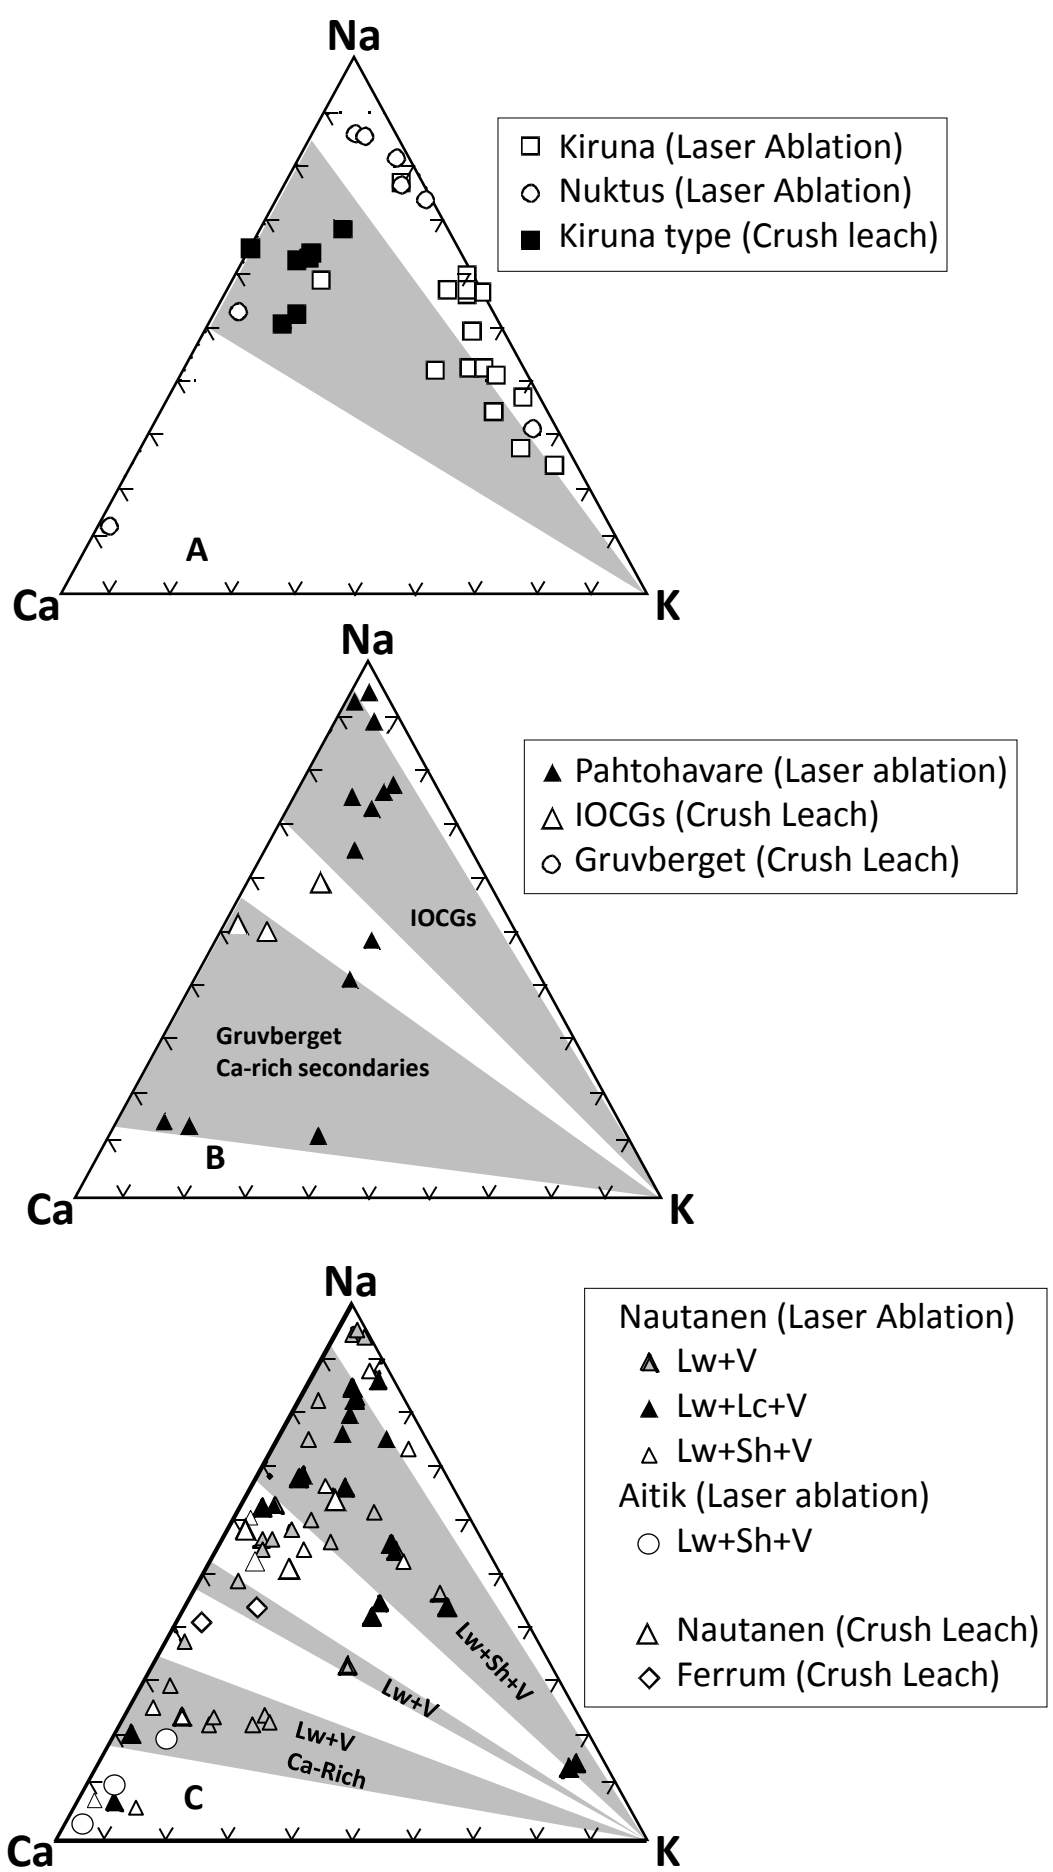 Na
Kiruna (Laser Ablation)
Nuktus (Laser Ablation)
Kiruna type (Crush leach)
A
Ca
K
Na
Pahtohavare (Laser ablation)
IOCGs (Crush Leach)
Gruvberget (Crush Leach)
IOCGs
Gruvberget
Ca-rich secondaries
B
Ca
K
Na
Nautanen (Laser Ablation)
Lw+V
Lw+Lc+V
Lw+Sh+V
Aitik (Laser ablation)
Lw+Sh+V
Nautanen (Crush Leach)
Ferrum (Crush Leach)
Lw+Sh+V
Lw+V
Lw+V
Ca-Rich
C
Ca
K